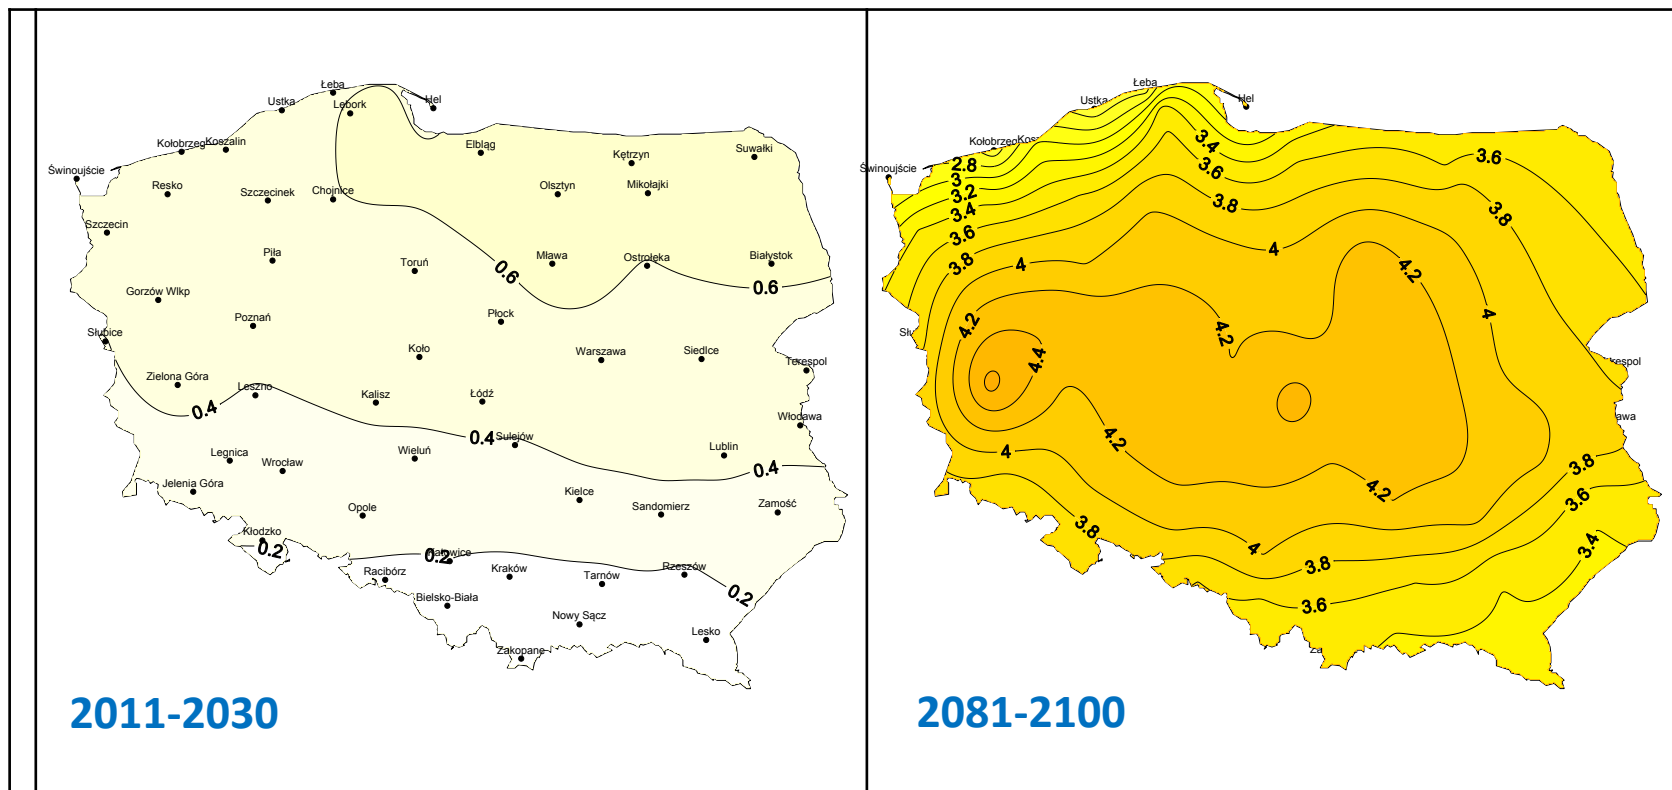 Łeba
Hel
Ustka
Lębork
Kołobrzeg
Koszalin
Elbląg
Suwałki
Kętrzyn
Świnoujście
Resko
Szczecinek
Chojnice
Olsztyn
Mikołajki
Szczecin
Piła
Toruń
Mława
Ostrołęka
Białystok
0.6
0.6
Gorzów Wlkp
Poznań
Płock
Słubice
Koło
Warszawa
Siedlce
Terespol
Zielona Góra
Leszno
Kalisz
Łódź
0.4
Włodawa
0.4
Sulejów
Lublin
Legnica
Wrocław
Wieluń
0.4
Jelenia Góra
Kielce
Opole
Sandomierz
Zamość
Kłodzko
0.2
0.2
Katowice
Racibórz
Kraków
Tarnów
Rzeszów
0.2
Bielsko-Biała
Nowy Sącz
Lesko
Zakopane
2011-2030
Łeba
Ustka
Hel
Kołobrzeg
Kos
3.4
3.6
2.8
Świnoujście
3.6
3
3.2
3.8
3.8
3.4
3.6
4
3.8
4
4.2
4.2
4.2
4
Sł
4.4
espol
awa
4.2
4
3.8
4.2
3.6
3.8
4
3.4
3.8
3.6
Za
2081-2100